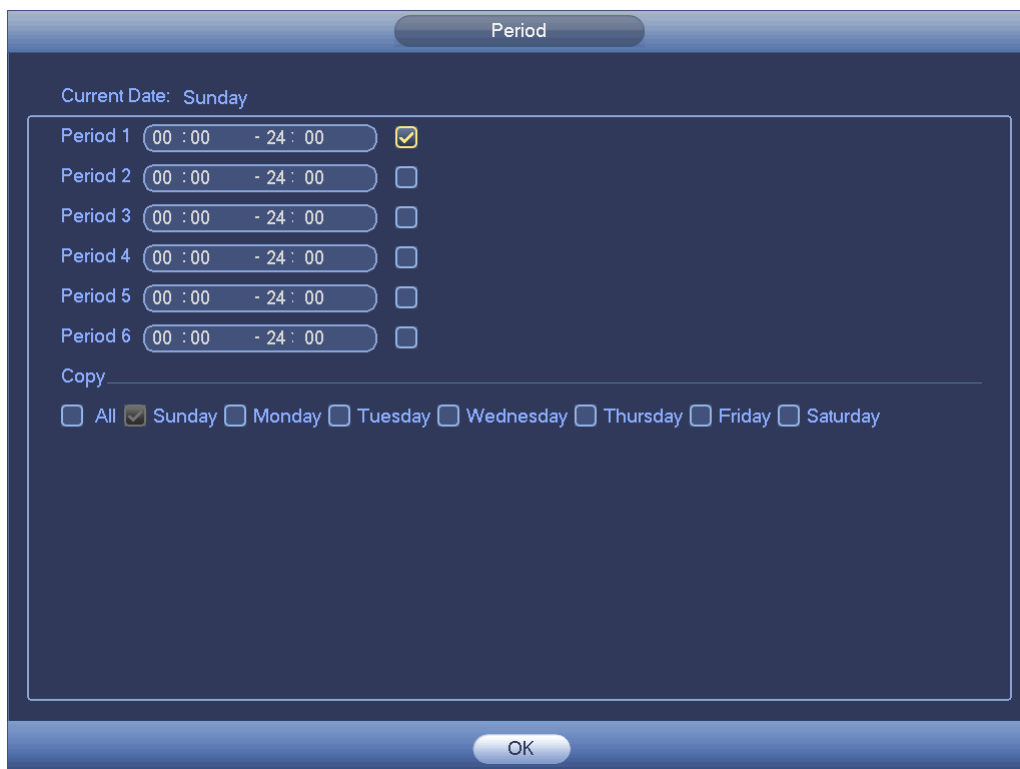 Period
Current Date: Sunday
Period 1 00 :00 - 24 : 00
Period 2 00 :00 - 24 : 00
Period 3 00 :00 - 24 : 00
Period 4 00 :00 - 24 : 00
Period 5 00 :00 - 24 : 00
Period 6 00 :00 - 24 : 00
Copy
All Sunday Monday Tuesday Wednesday Thursday Friday Saturday
OK